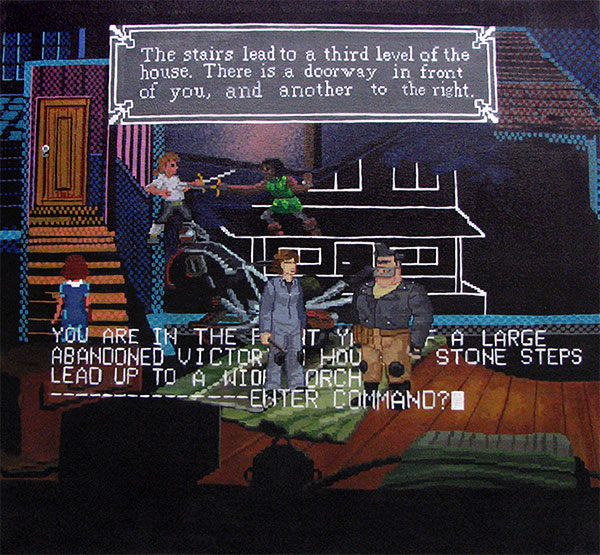 The stairs lead to a third level of the
house. There is a doorway in front
of you, and another to the right.
YOU ARE IN THE F NT Y F A LARGE
ABANDONED VICTOR N HOU STONE STEPS
LEAD UP TO A WID ORCH
----------------ENTER COMMAND?